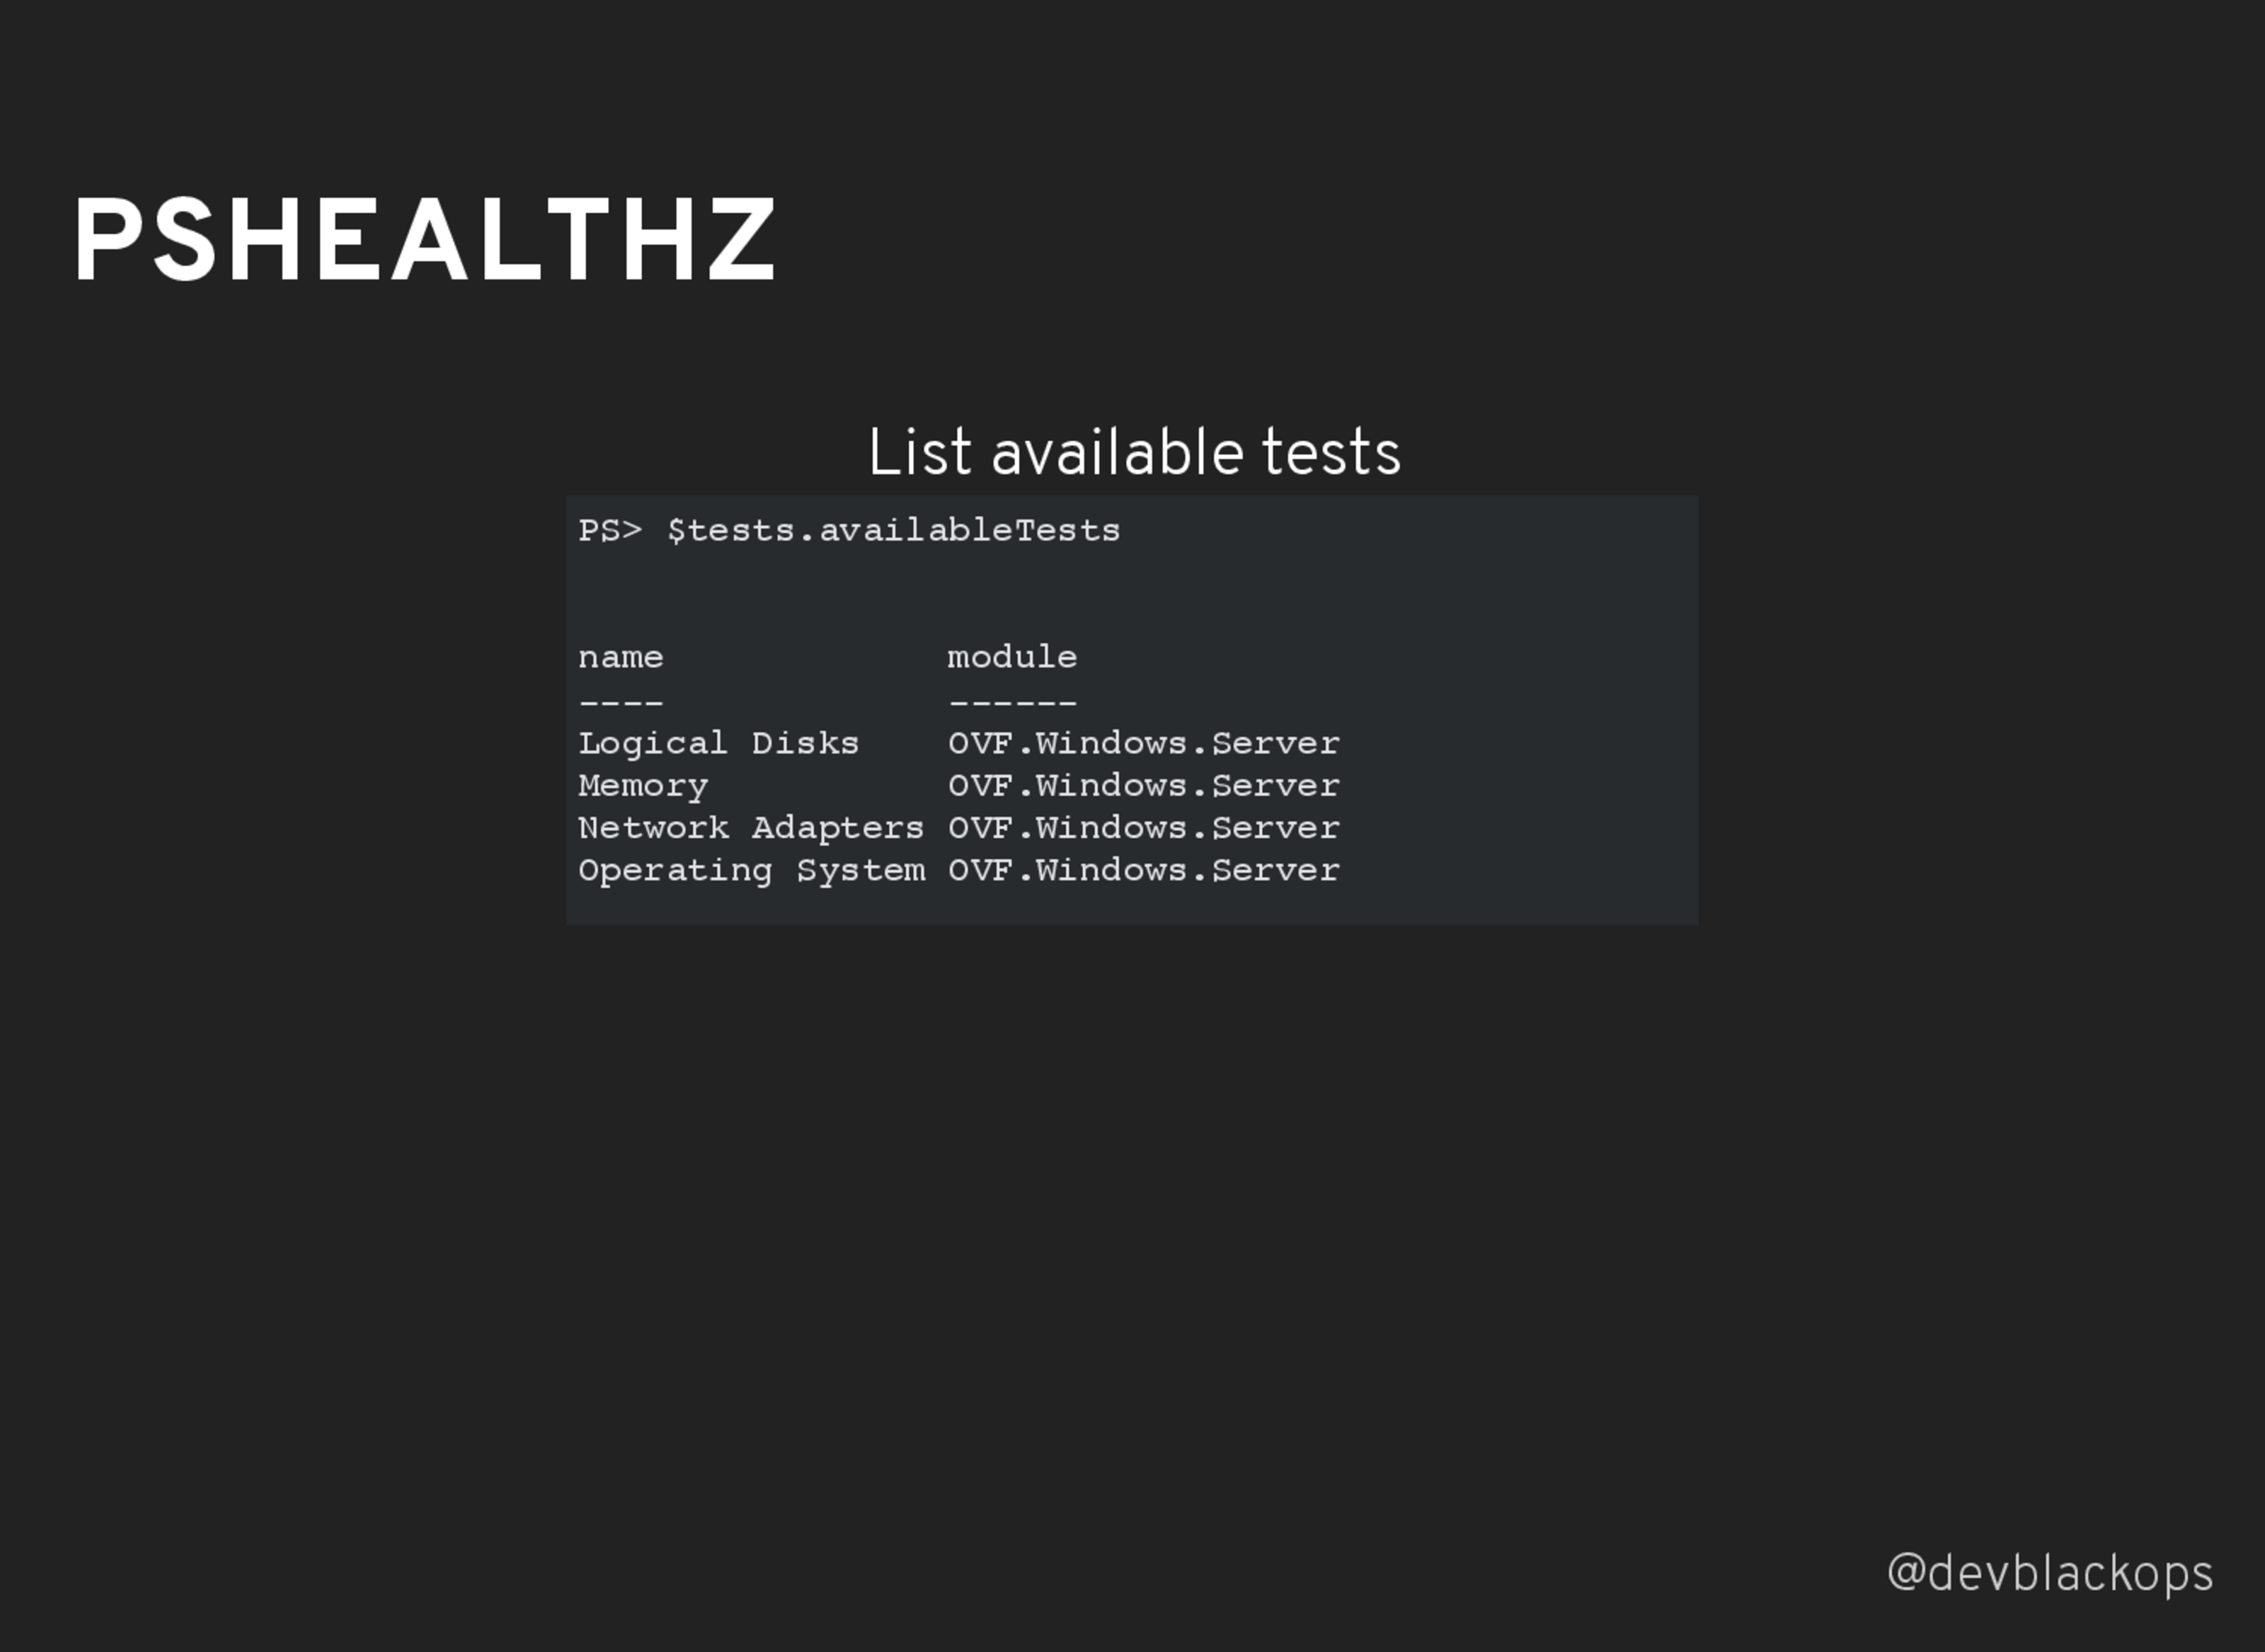 PSHEALTHZ
List available tests
PS> $tests.availableTests
name             module
----             ------
Logical Disks    OVF.Windows.Server
Memory           OVF.Windows.Server
Network Adapters OVF.Windows.Server
Operating System OVF.Windows.Server
@devblackops